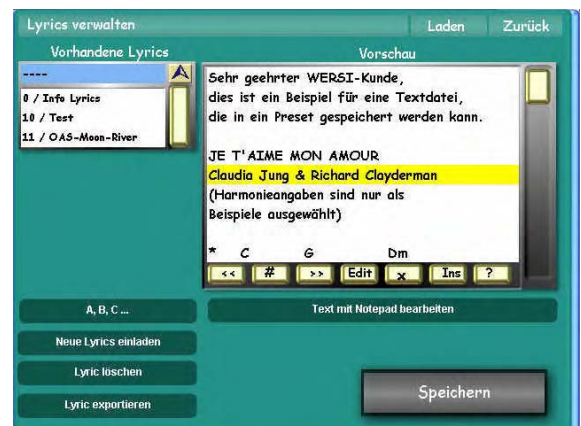 Lyrics verwalten
Laden
Zurück
Vorhandene Lyrics
----
0 / Info Lyrics
10 / Test
11 / OAS-Moon-River
Vorschau
Sehr geehrter WERSI-Kunde,
dies ist ein Beispiel für eine Textdatei,
die in ein Preset gespeichert werden kann.
JE T'AIME MON AMOUR
Claudia Jung & Richard Clayderman
(Harmonieangaben sind nur als
Beispiele ausgewählt)
* C G Dm
<< # >> Edit x Ins ?
A, B, C ...
Text mit Notepad bearbeiten
Neue Lyrics einladen
Lyric löschen
Lyric exportieren
Speichern